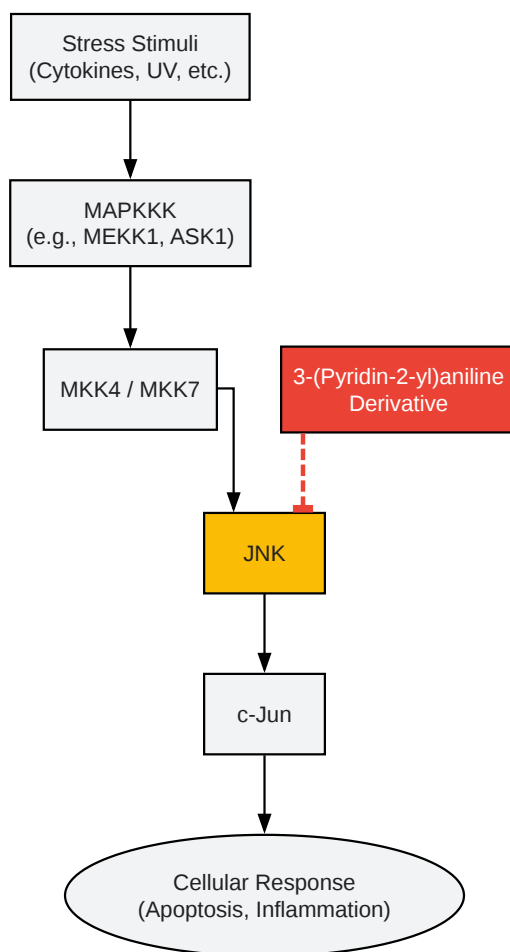 Stress Stimuli
(Cytokines, UV, etc.)
MAPKKK
(e.g., MEKK1, ASK1)
MKK4 / MKK7
3-(Pyridin-2-yl)aniline
Derivative
JNK
c-Jun
Cellular Response
(Apoptosis, Inflammation)